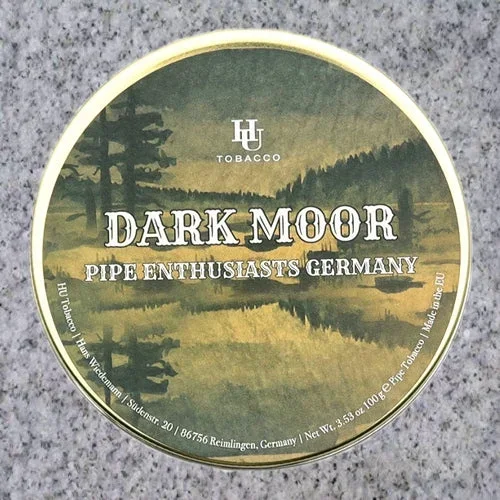 HU
TOBACCO
DARK MOOR
PIPE ENTHUSIASTS GERMANY
HU Tobacco | Hans Wiedemann | Südenstr. 20 | 86756 Reimlingen, Germany | Net Wt. 3.53 oz 100 g ℮ Pipe Tobacco | Made in the EU